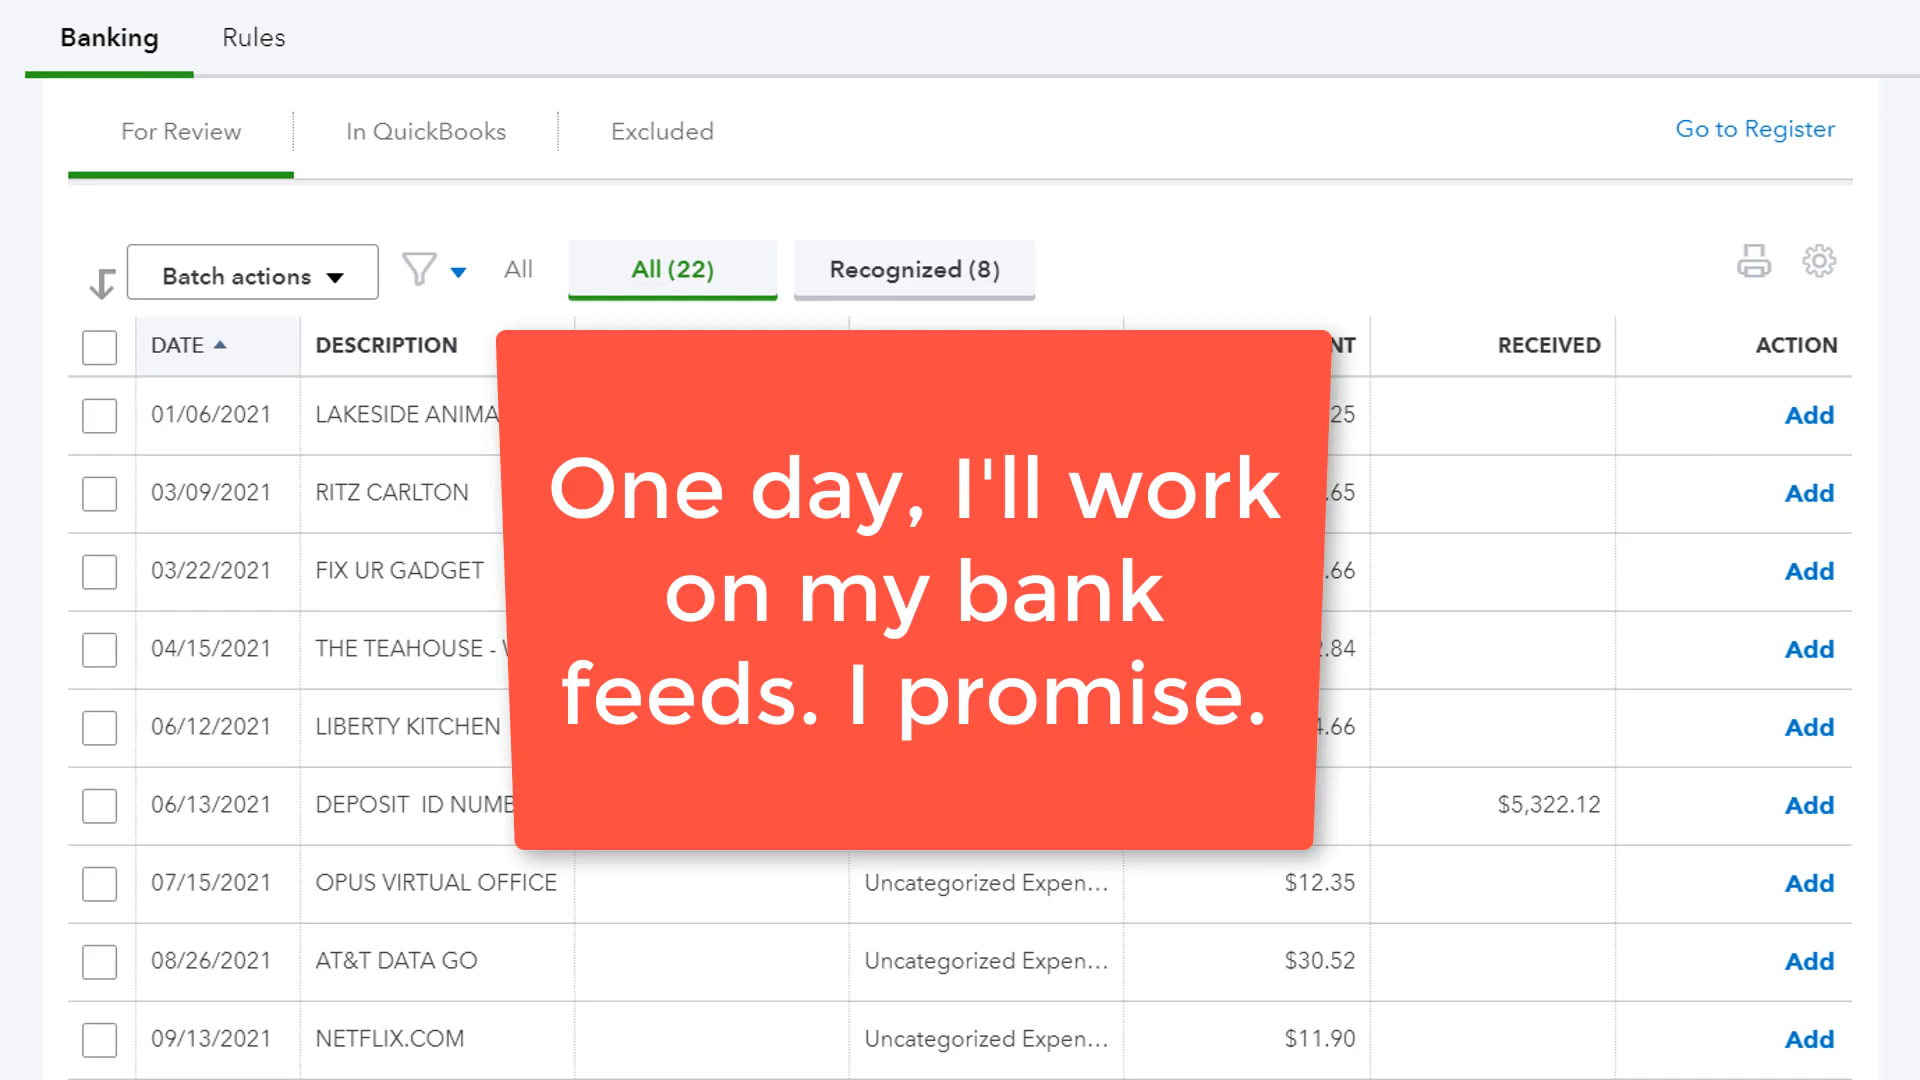 Banking Rules
For Review In QuickBooks Excluded Go to Register
Batch actions All All (22) Recognized (8)
DATE DESCRIPTION RECEIVED ACTION
01/06/2021 LAKESIDE Add
03/09/2021 RITZ CARLTON .65 Add
03/22/2021 FIX UR GADGET .66 Add
04/15/2021 THE TEAHOUSE - .84 Add
06/12/2021 LIBERTY KITCHEN .66 Add
06/13/2021 DEPOSIT ID $5,322.12 Add
07/15/2021 OPUS VIRTUAL OFFICE Uncategorized Expen... $12.35 Add
08/26/2021 AT&T DATA GO Uncategorized Expen... $30.52 Add
09/13/2021 NETFLIX.COM Uncategorized Expen... $11.90 Add
One day, I'll work
on my bank
feeds. I promise.